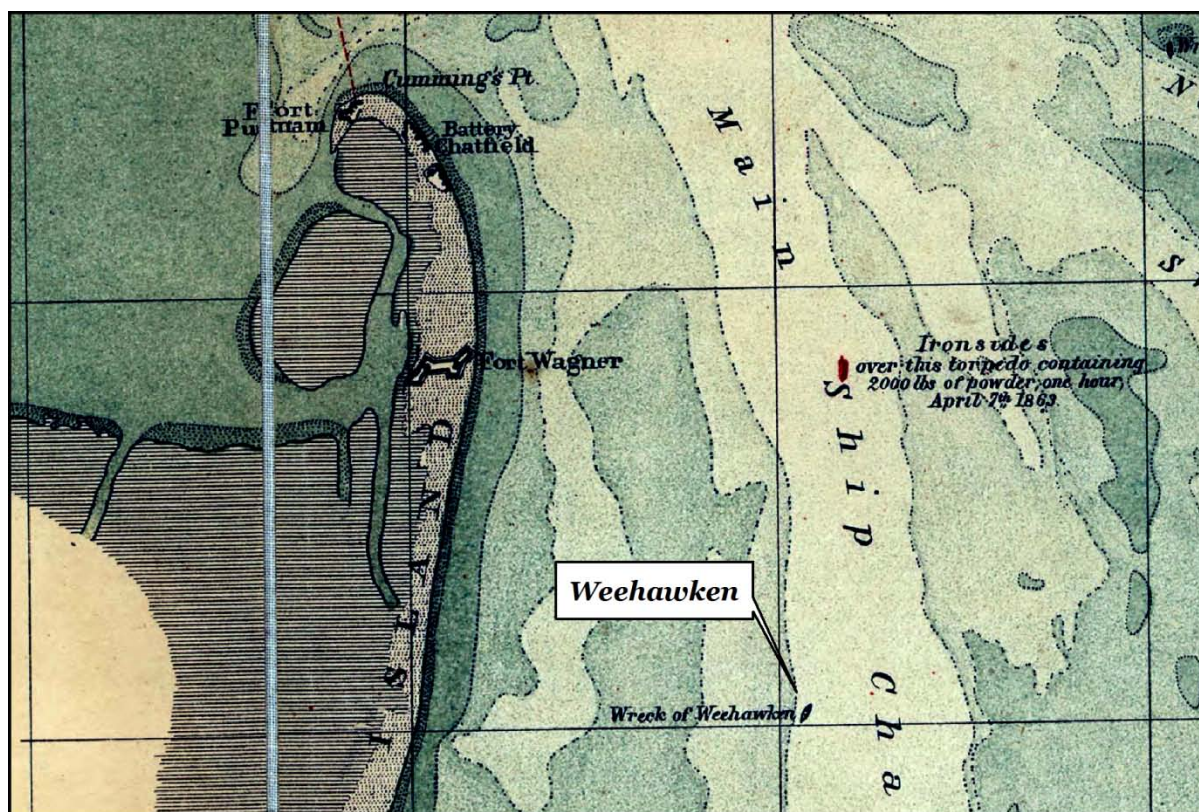 Cumming's Pt.
Fort
Putnam
Battery
Chatfield
Main
Ship Cha
S
N
Fort Wagner
ISLAND
Ironsides
over this torpedo containing
2000 lbs of powder, one hour,
April 7th 1863.
Weehawken
Wreck of Weehawken